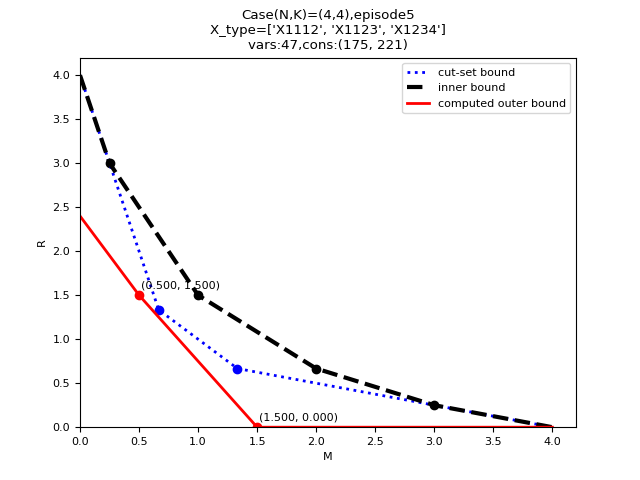 Case(N,K)=(4,4),episode5
X_type=['X1112', 'X1123', 'X1234']
vars:47,cons:(175, 221)
cut-set bound
inner bound
computed outer bound
4.0
3.5
3.0
2.5
2.0
1.5
1.0
0.5
0.0
R
(0.500, 1.500)
(1.500, 0.000)
0.0 0.5 1.0 1.5 2.0 2.5 3.0 3.5 4.0
M